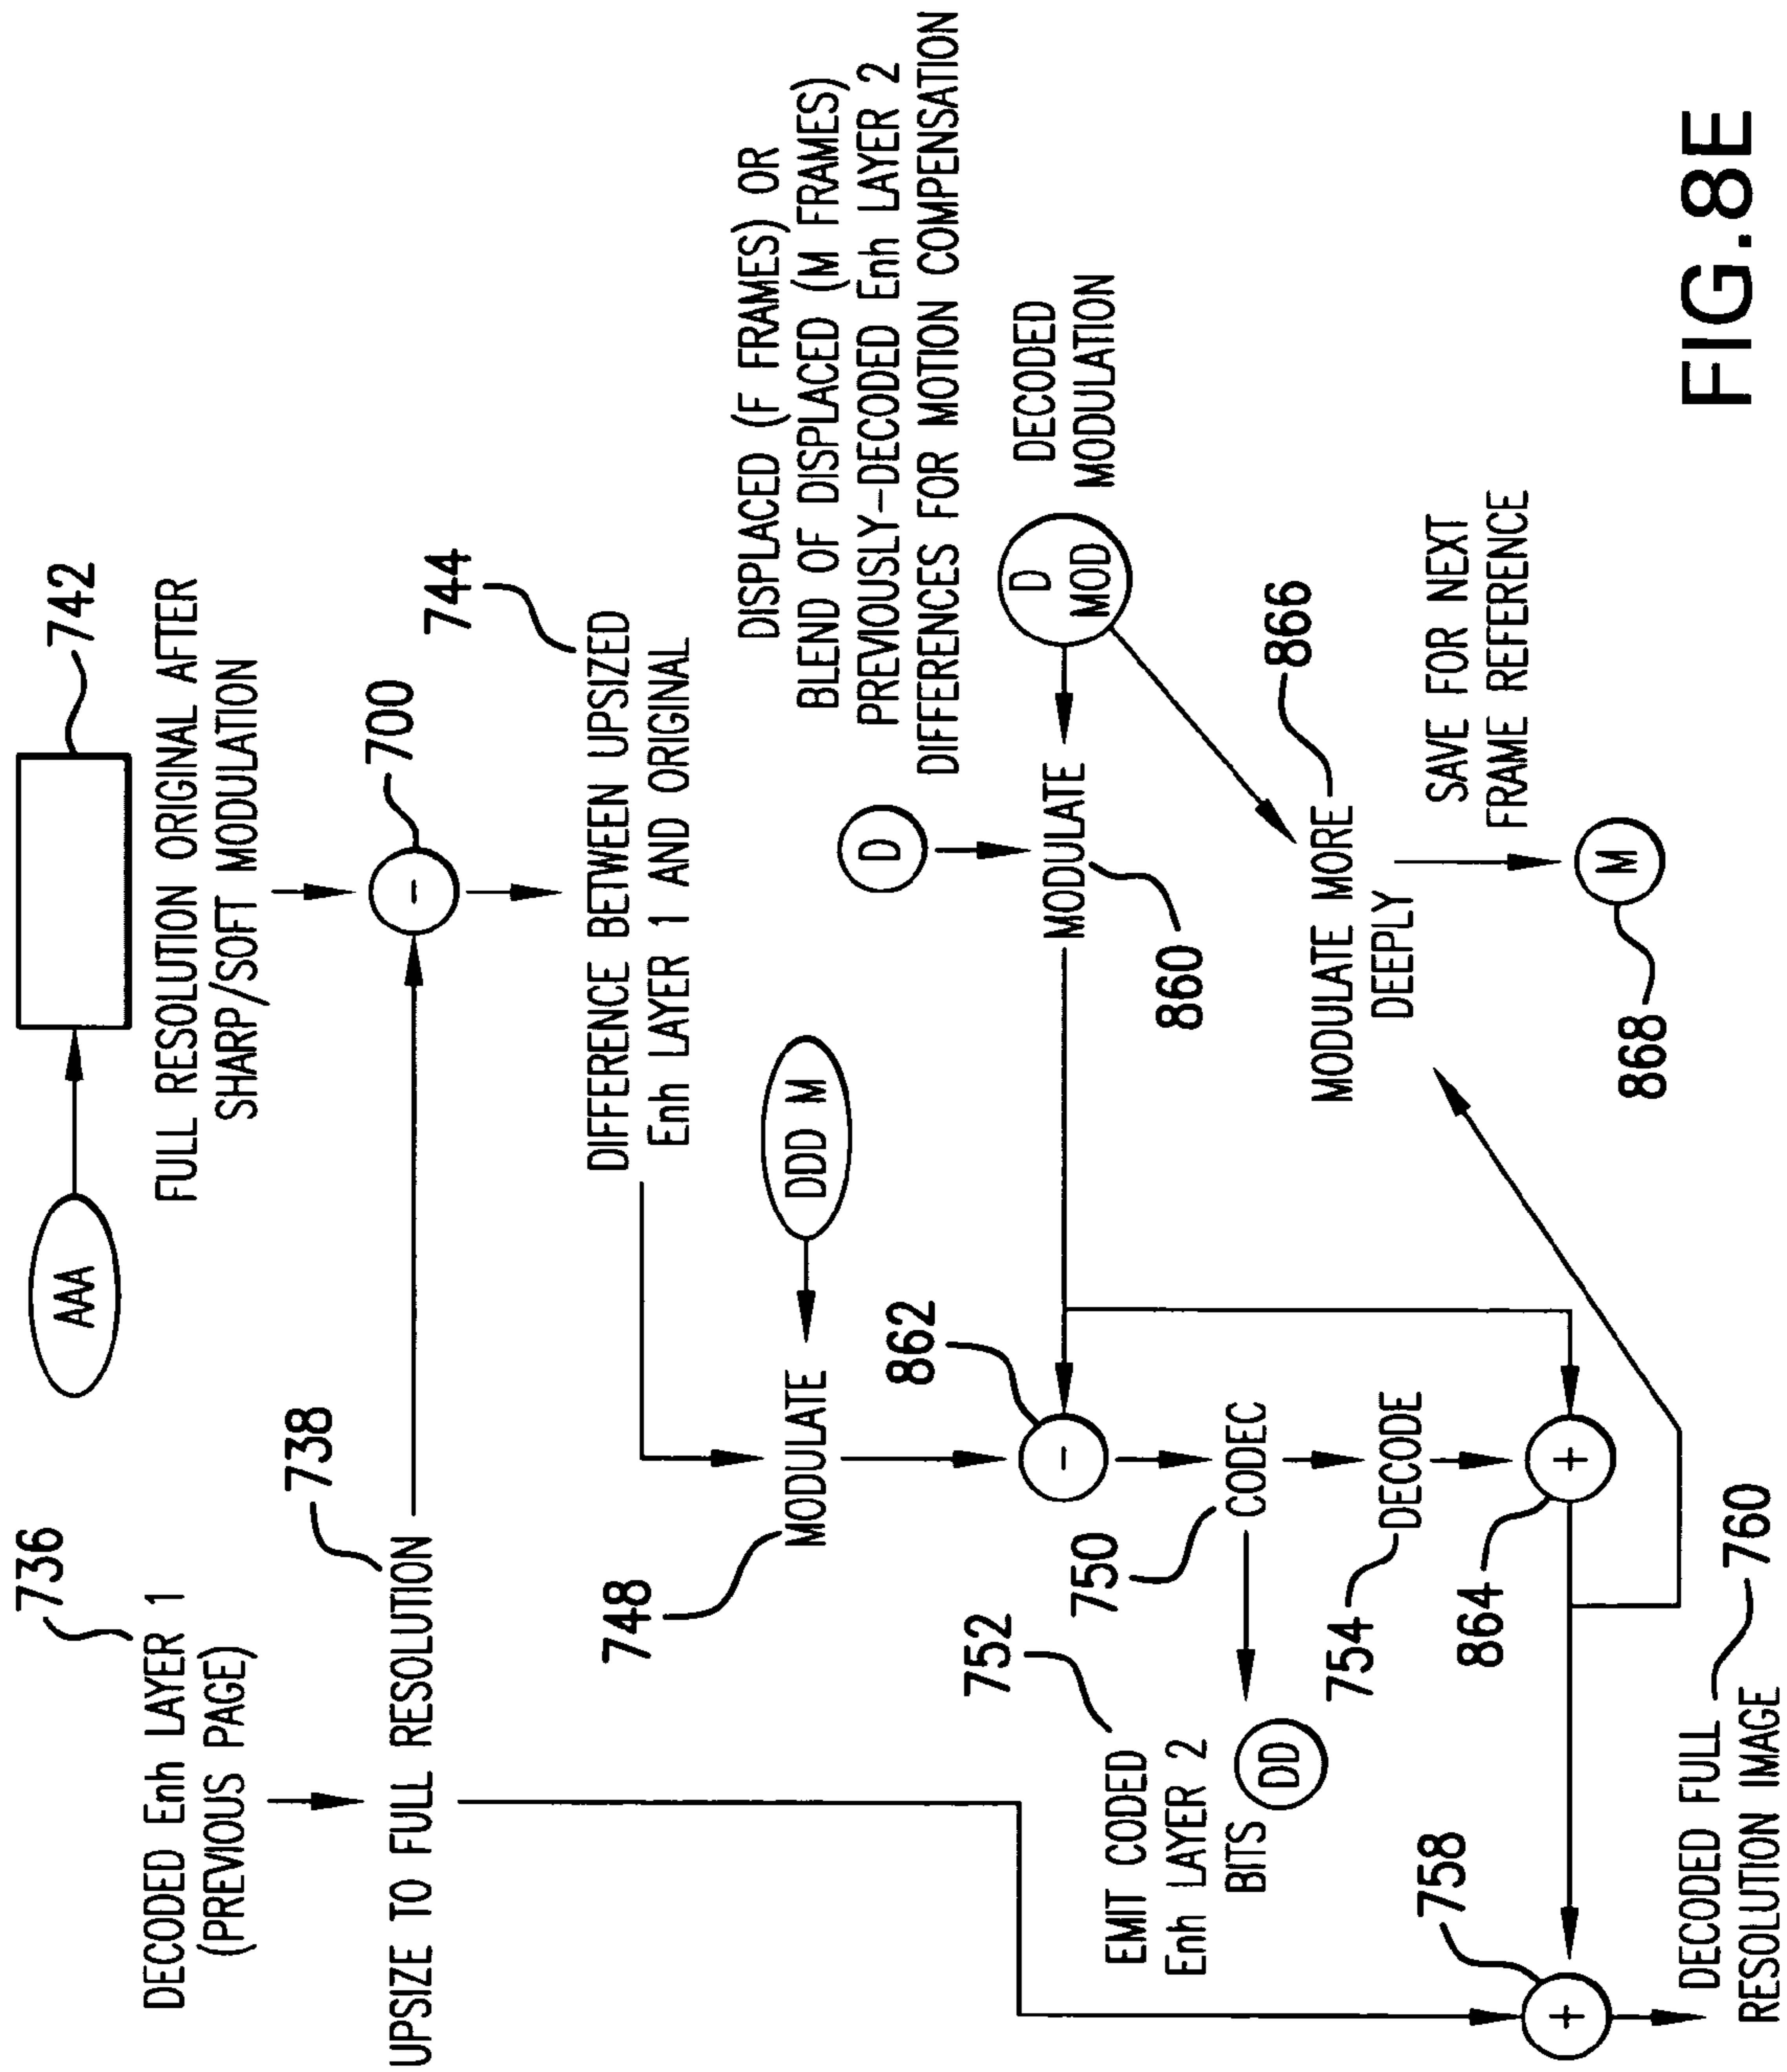 736
DECODED Enh LAYER 1
(PREVIOUS PAGE)
AAA
742
FULL RESOLUTION ORIGINAL AFTER
SHARP/SOFT MODULATION
738
UPSIZE TO FULL RESOLUTION
-
700
744
DIFFERENCE BETWEEN UPSIZED
Enh LAYER 1 AND ORIGINAL
748
MODULATE
DDD M
DISPLACED (F FRAMES) OR
BLEND OF DISPLACED (M FRAMES)
PREVIOUSLY-DECODED Enh LAYER 2
DIFFERENCES FOR MOTION COMPENSATION
D
862
-
MODULATE
860
D
MOD
DECODED
MODULATION
752
EMIT CODED
Enh LAYER 2
BITS
DD
750
CODEC
754
DECODE
866
MODULATE MORE
DEEPLY
SAVE FOR NEXT
FRAME REFERENCE
864
+
868
M
758
+
760
DECODED FULL
RESOLUTION IMAGE
FIG.8E